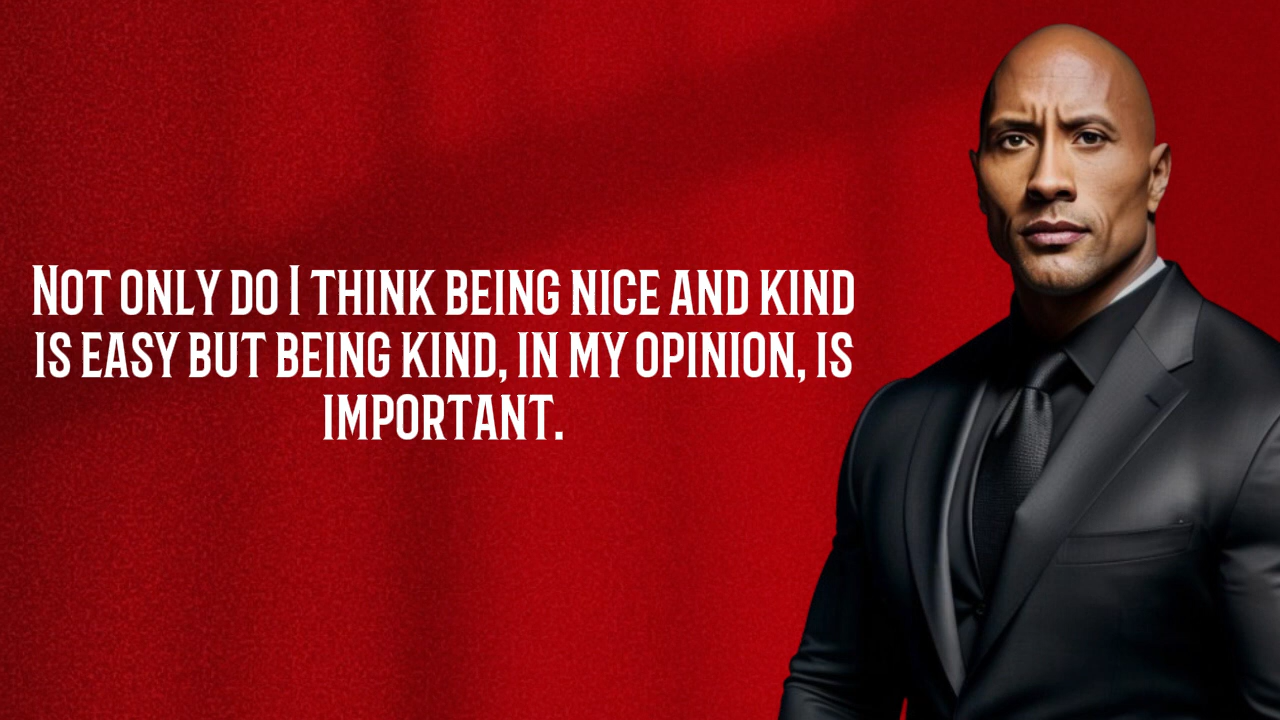 Not only do I think being nice and kind
is easy but being kind, in my opinion, is
important.